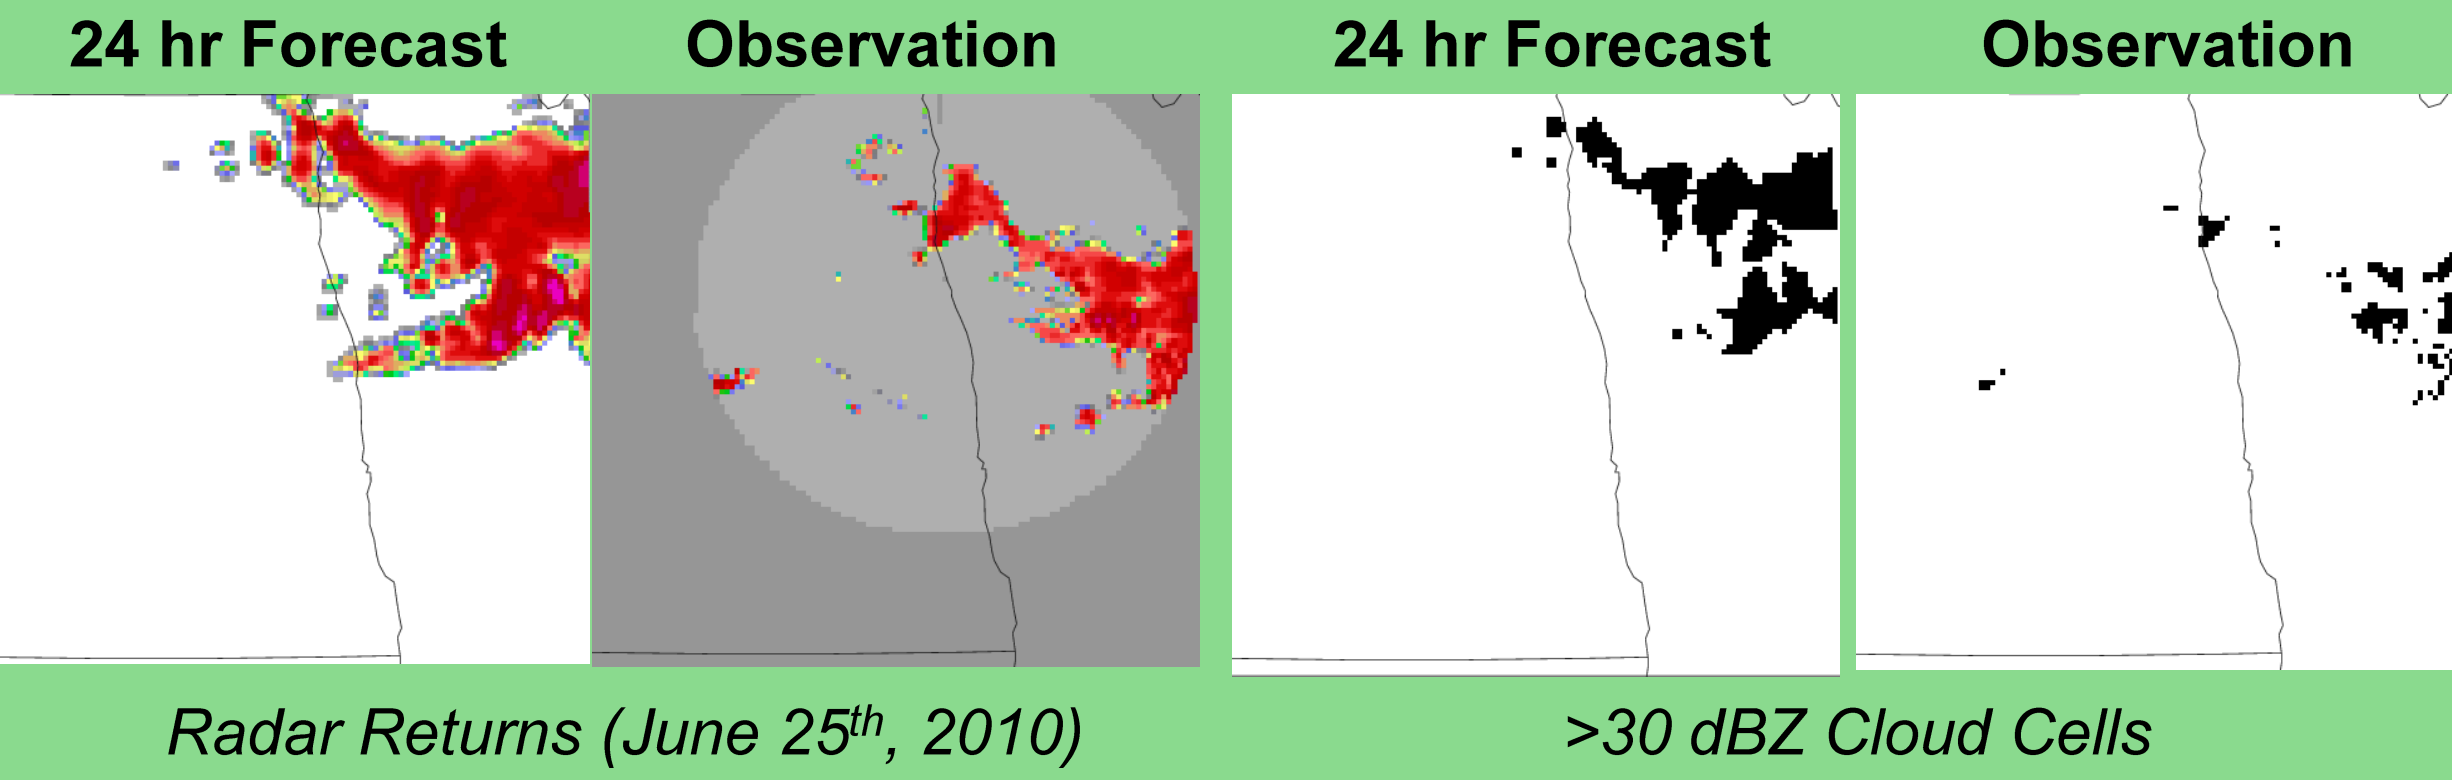 24 hr Forecast
Observation
24 hr Forecast
Observation
Radar Returns (June 25th, 2010)
>30 dBZ Cloud Cells